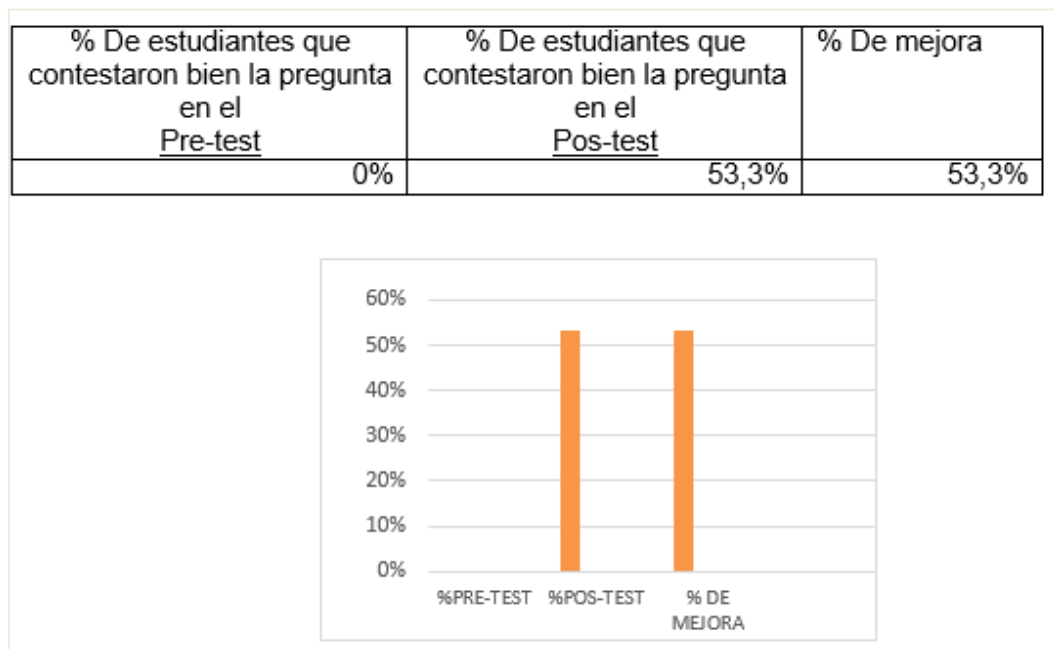 % De estudiantes que
contestaron bien la pregunta
en el
Pre-test
% De estudiantes que
contestaron bien la pregunta
en el
Pos-test
% De mejora
0%
53,3%
53,3%
60%
50%
40%
30%
20%
10%
0%
%PRE-TEST
%POS-TEST
% DE
MEJORA